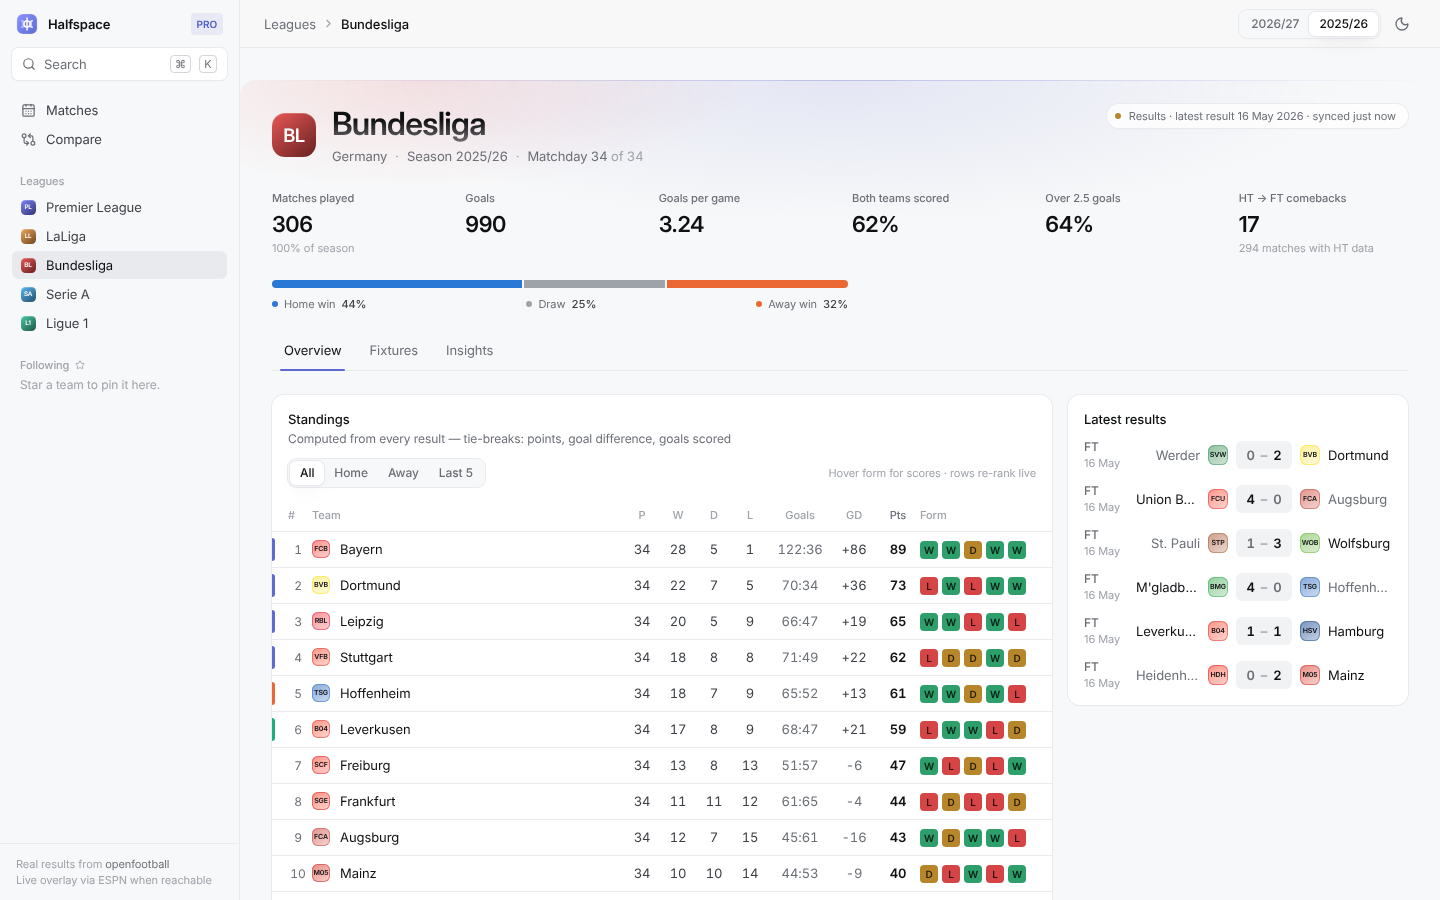 Halfspace
PRO
Search
⌘ K
Matches
Compare
Leagues
PL Premier League
LL LaLiga
BL Bundesliga
SA Serie A
L1 Ligue 1
Following
Star a team to pin it here.
Real results from openfootball
Live overlay via ESPN when reachable
Leagues > Bundesliga
2026/27 2025/26
BL
Bundesliga
Germany · Season 2025/26 · Matchday 34 of 34
Results · latest result 16 May 2026 · synced just now
Matches played
306
100% of season
Goals
990
Goals per game
3.24
Both teams scored
62%
Over 2.5 goals
64%
HT → FT comebacks
17
294 matches with HT data
Home win 44%
Draw 25%
Away win 32%
Overview Fixtures Insights
Standings
Computed from every result — tie-breaks: points, goal difference, goals scored
All Home Away Last 5
Hover form for scores · rows re-rank live
# Team P W D L Goals GD Pts Form
1 FCB Bayern 34 28 5 1 122:36 +86 89 W W D W W
2 BVB Dortmund 34 22 7 5 70:34 +36 73 L W L W W
3 RBL Leipzig 34 20 5 9 66:47 +19 65 W W L W L
4 VFB Stuttgart 34 18 8 8 71:49 +22 62 L D D W D
5 TSG Hoffenheim 34 18 7 9 65:52 +13 61 W W D W L
6 B04 Leverkusen 34 17 8 9 68:47 +21 59 L W W L D
7 SCF Freiburg 34 13 8 13 51:57 -6 47 W L D L W
8 SGE Frankfurt 34 11 11 12 61:65 -4 44 L D L L D
9 FCA Augsburg 34 12 7 15 45:61 -16 43 W D W W L
10 M05 Mainz 34 10 10 14 44:53 -9 40 D L W L W
Latest results
FT
16 May
Werder SVW 0 – 2 BVB Dortmund
FT
16 May
Union B... FCU 4 – 0 FCA Augsburg
FT
16 May
St. Pauli STP 1 – 3 WOB Wolfsburg
FT
16 May
M'gladb... BMG 4 – 0 TSG Hoffenh...
FT
16 May
Leverku... B04 1 – 1 HSV Hamburg
FT
16 May
Heidenh... HDH 0 – 2 M05 Mainz